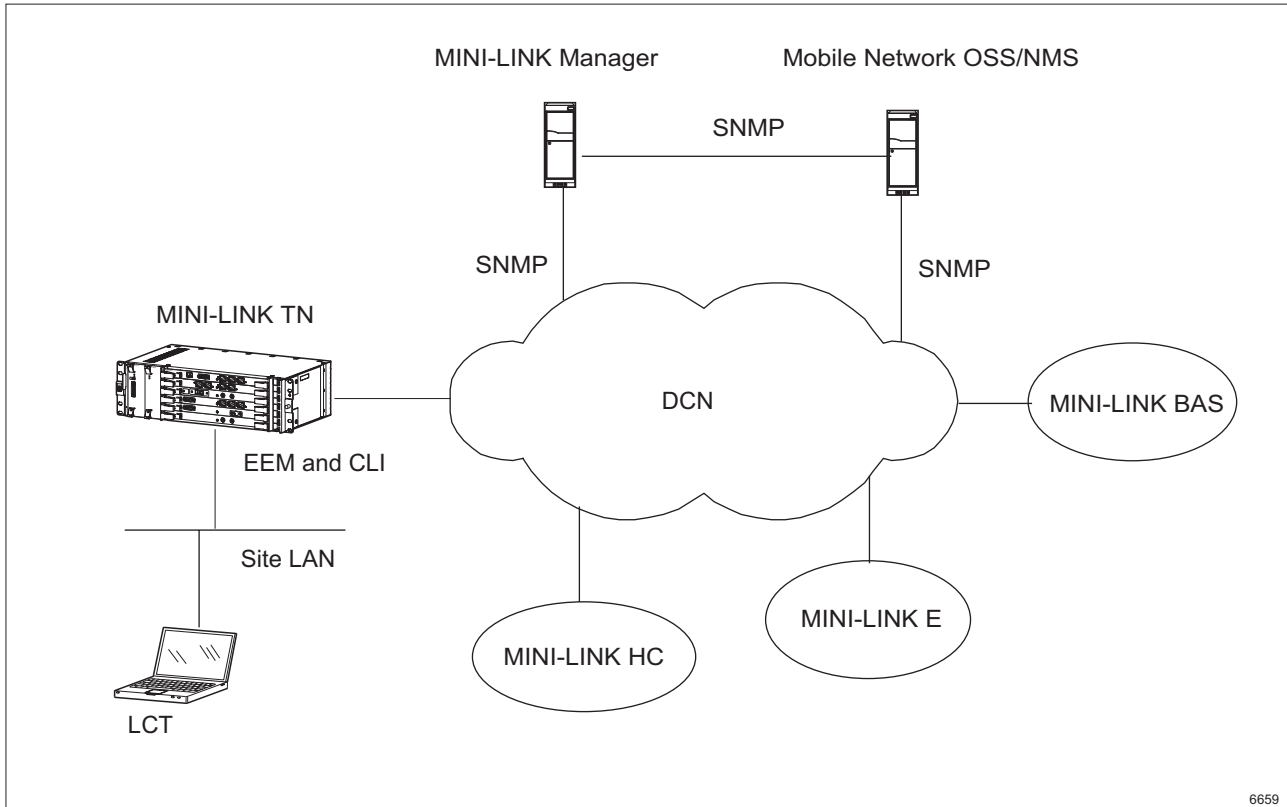 MINI-LINK Manager
Mobile Network OSS/NMS
SNMP
SNMP
SNMP
MINI-LINK TN
DCN
MINI-LINK BAS
EEM and CLI
Site LAN
MINI-LINK E
MINI-LINK HC
LCT
6659